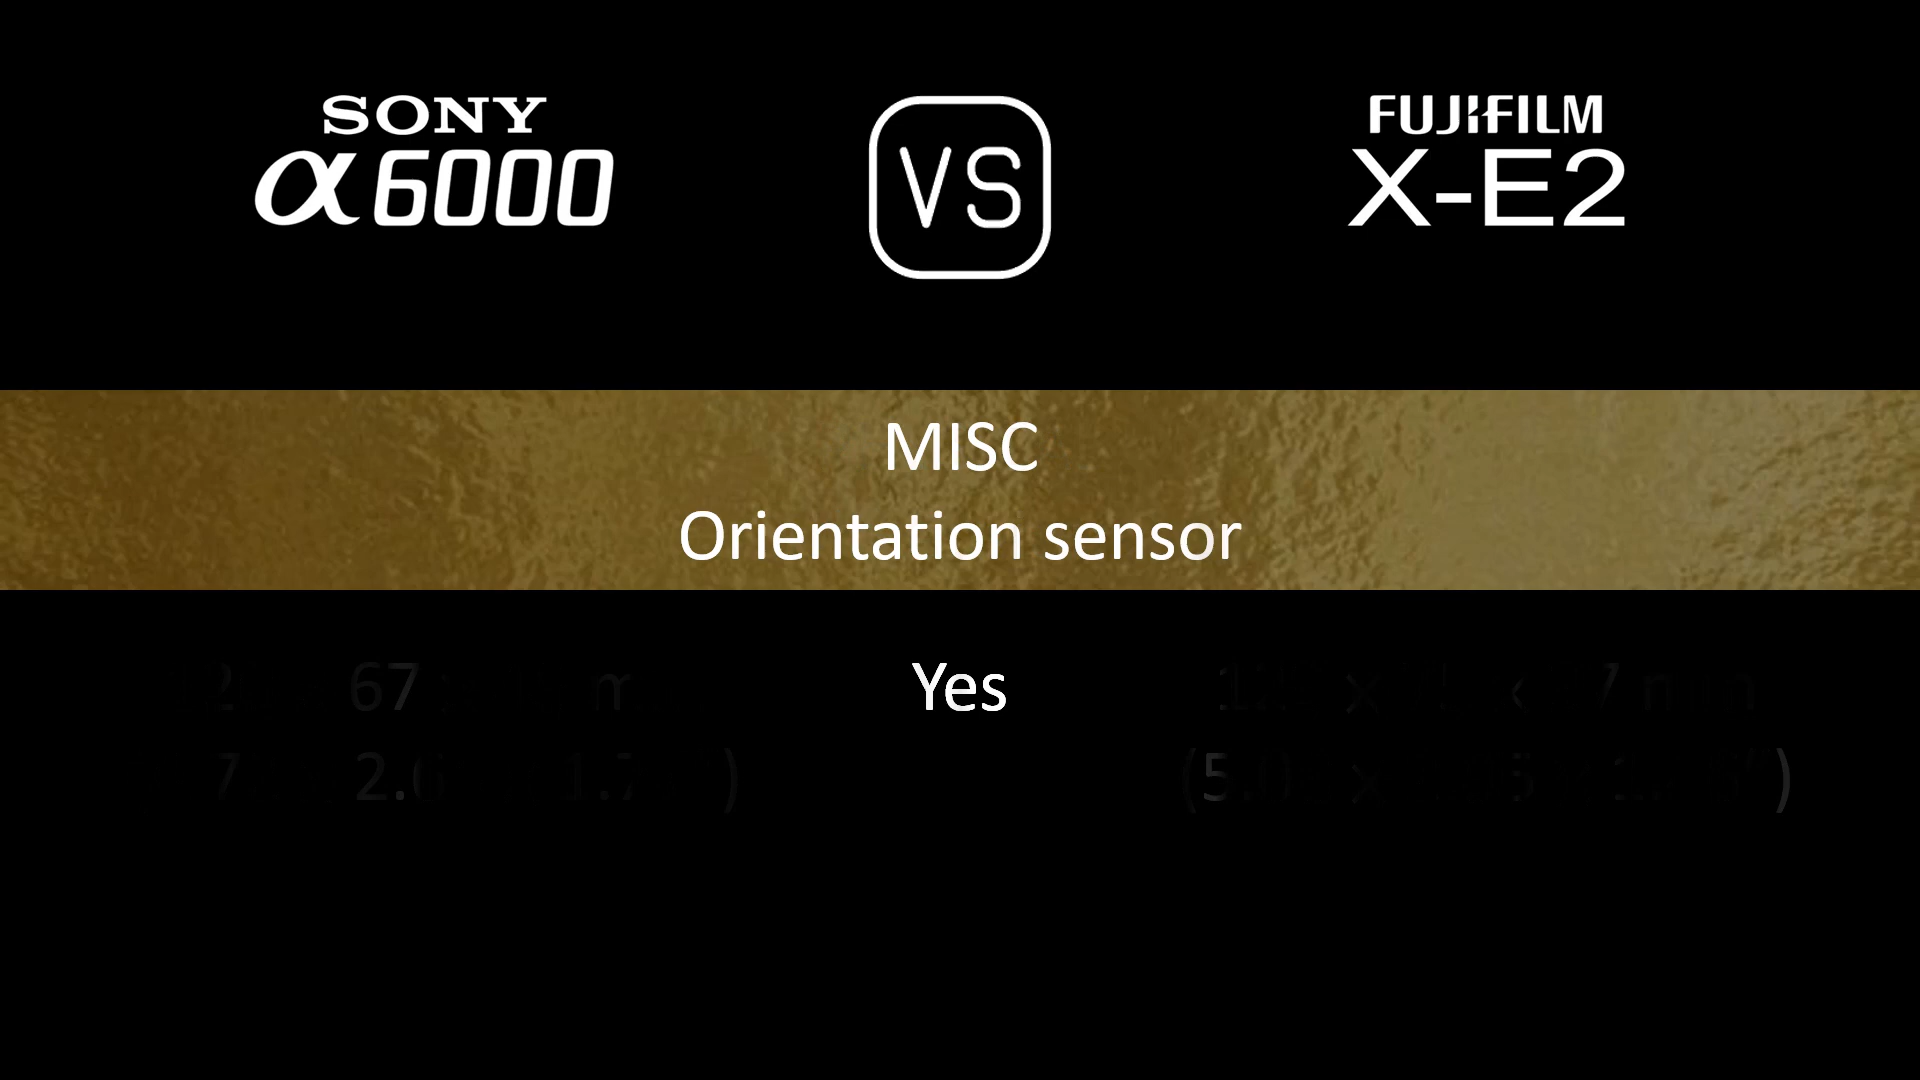 SONY
α6000
VS
FUJIFILM
X-E2
MISC
Orientation sensor
Yes